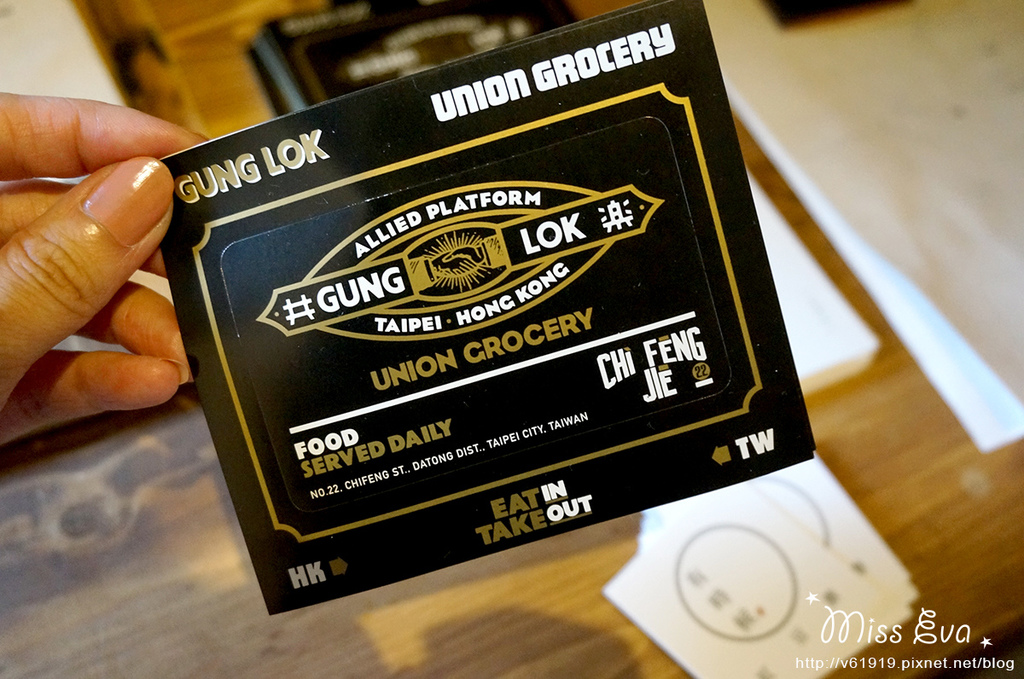 UNION GROCERY
GUNG LOK
ALLIED PLATFORM
共 GUNG LOK 樂
TAIPEI · HONG KONG
UNION GROCERY
CHI FENG
JIE 22
FOOD
SERVED DAILY
NO.22, CHIFENG ST., DATONG DIST., TAIPEI CITY, TAIWAN
TW
EAT IN
TAKE OUT
HK
Miss Eva
http://v61919.pixnet.net/blog